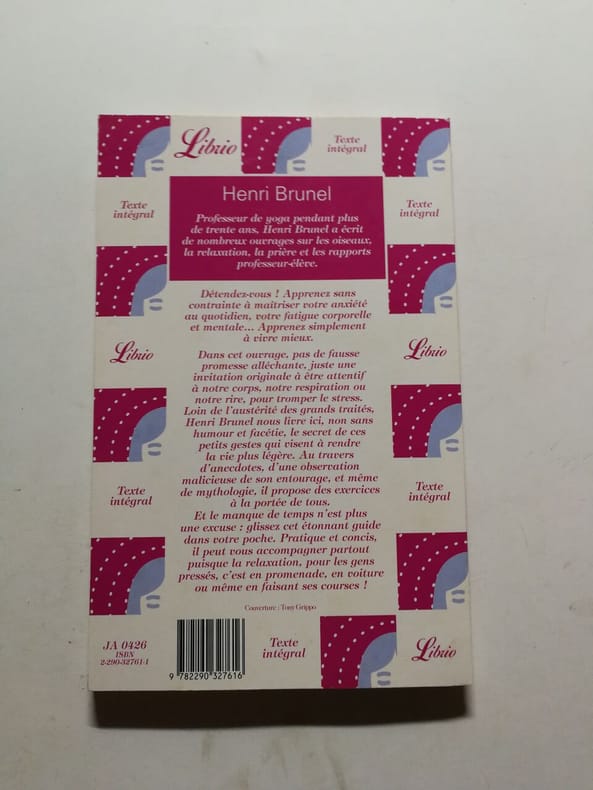 Librio
Texte
intégral
Texte
intégral
Henri Brunel
Texte
intégral
Professeur de yoga pendant plus
de trente ans, Henri Brunel a écrit
de nombreux ouvrages sur les oiseaux,
la relaxation, la prière et les rapports
professeur-élève.
Détendez-vous ! Apprenez sans
contrainte à maîtriser votre anxiété
au quotidien, votre fatigue corporelle
et mentale... Apprenez simplement
à vivre mieux.
Librio
Librio
Dans cet ouvrage, pas de fausse
promesse alléchante, juste une
invitation originale à être attentif
à notre corps, notre respiration ou
notre rire, pour tromper le stress.
Loin de l'austérité des grands traités,
Henri Brunel nous livre ici, non sans
humour et facétie, le secret de ces
petits gestes qui visent à rendre
la vie plus légère. Au travers
d'anecdotes, d'une observation
malicieuse de son entourage, et même
de mythologie, il propose des exercices
à la portée de tous.
Texte
intégral
Texte
intégral
Et le manque de temps n'est plus
une excuse : glissez cet étonnant guide
dans votre poche. Pratique et concis,
il peut vous accompagner partout
puisque la relaxation, pour les gens
pressés, c'est en promenade, en voiture
ou même en faisant ses courses !
Couverture : Tony Grippo
JA 0426
ISBN
2-290-32761-1
9 782290 327616
Texte
intégral
Librio